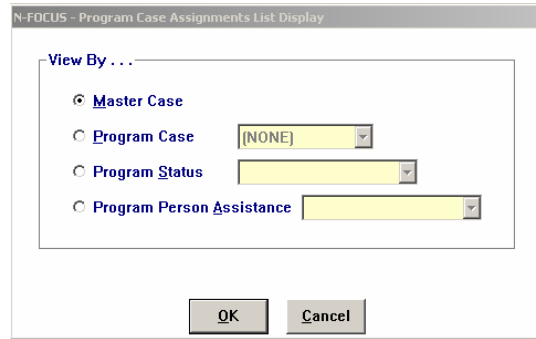 N-FOCUS - Program Case Assignments List Display
View By . . .
Master Case
Program Case (NONE)
Program Status
Program Person Assistance
OK Cancel